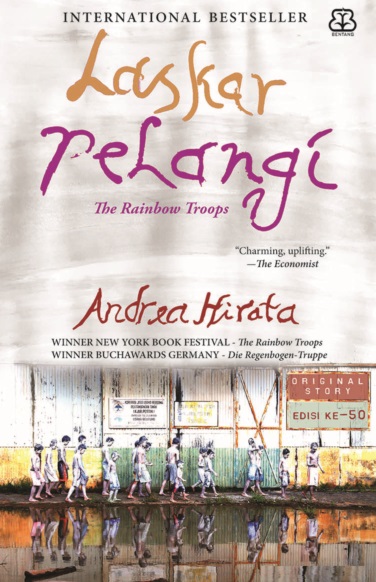 INTERNATIONAL BESTSELLER
BENTANG
Laskar
Pelangi
The Rainbow Troops
“Charming, uplifting.”
—The Economist
Andrea Hirata
WINNER NEW YORK BOOK FESTIVAL - The Rainbow Troops
WINNER BUCHAWARDS GERMANY - Die Regenbogen-Truppe
ORIGINAL
STORY
EDISI KE-50